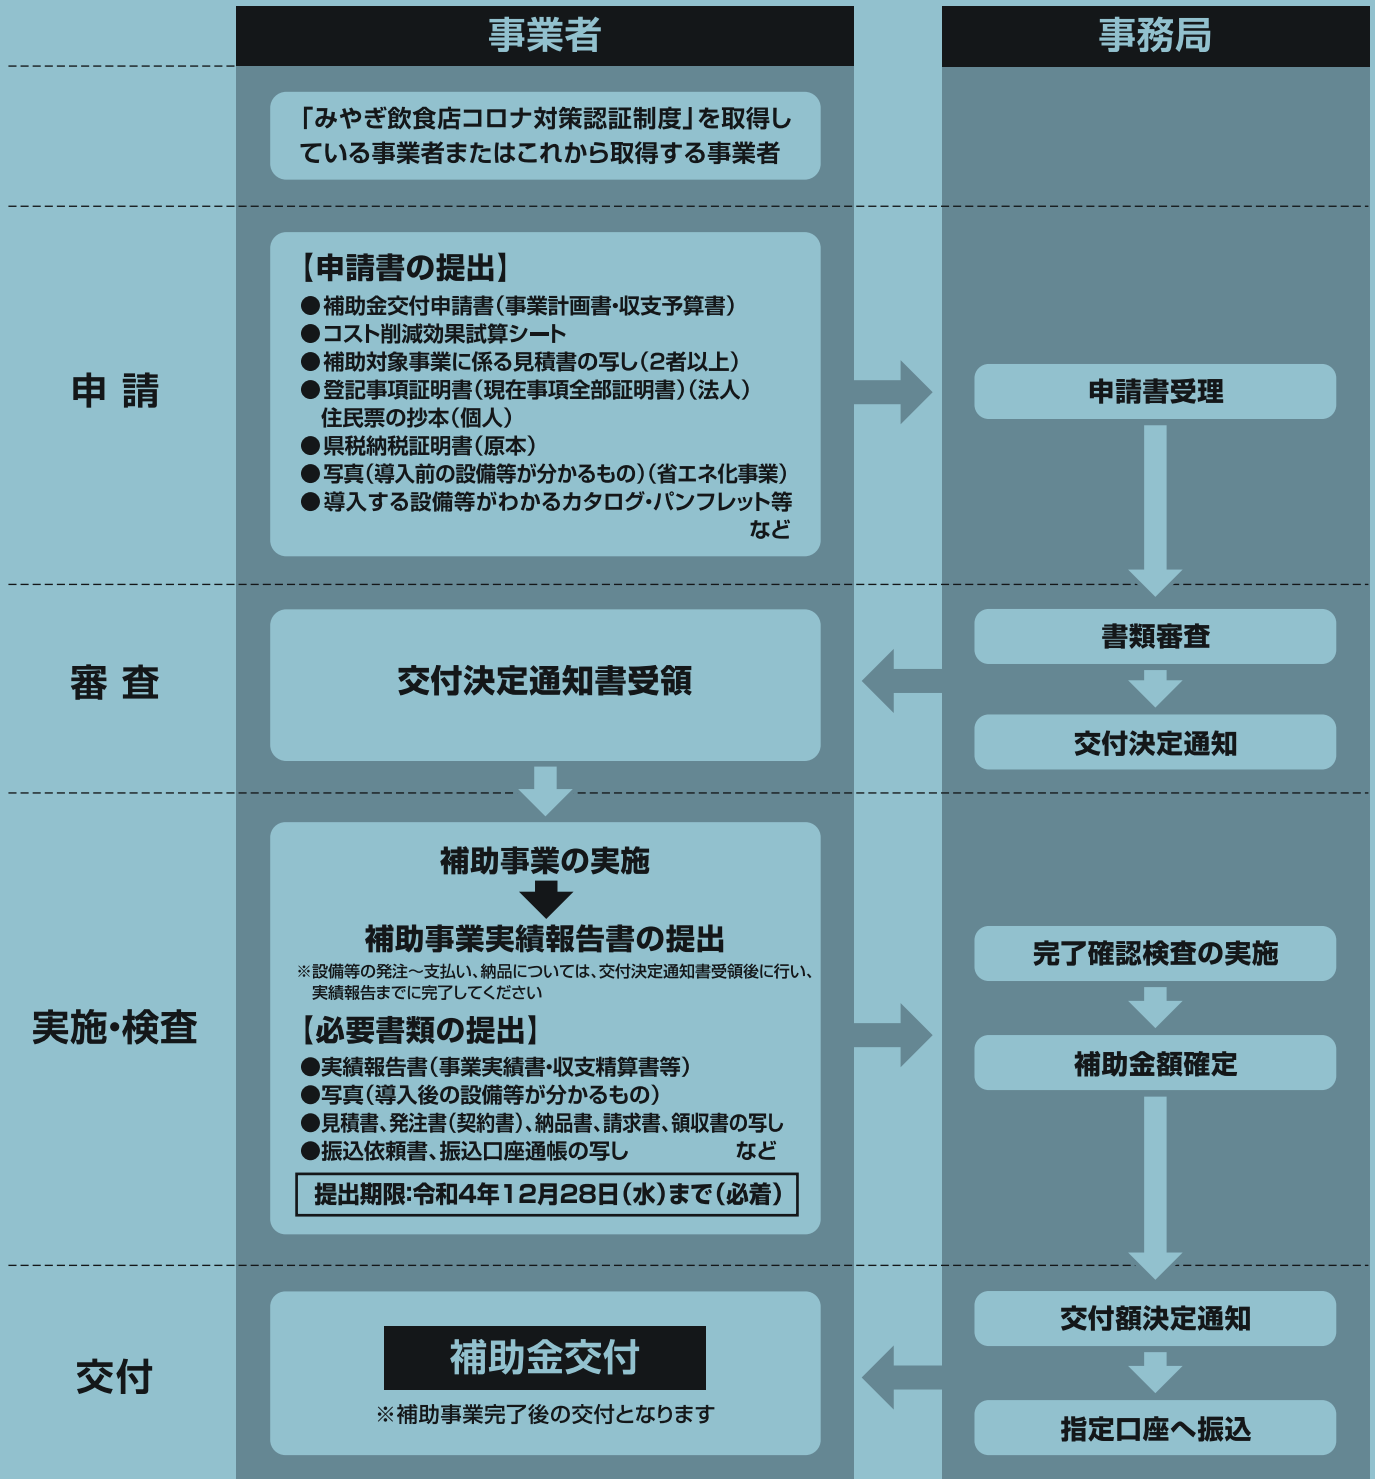 事業者
事務局
「みやぎ飲食店コロナ対策認証制度」を取得し
ている事業者またはこれから取得する事業者
申 請
【申請書の提出】
●補助金交付申請書(事業計画書・収支予算書)
●コスト削減効果試算シート
●補助対象事業に係る見積書の写し(2者以上)
●登記事項証明書(現在事項全部証明書)(法人)
住民票の抄本(個人)
●県税納税証明書(原本)
●写真(導入前の設備等が分かるもの)(省エネ化事業)
●導入する設備等がわかるカタログ・パンフレット等
など
申請書受理
審 査
交付決定通知書受領
書類審査
交付決定通知
実施・検査
補助事業の実施
補助事業実績報告書の提出
※設備等の発注〜支払い、納品については、交付決定通知書受領後に行い、
実績報告までに完了してください
【必要書類の提出】
●実績報告書(事業実績書・収支精算書等)
●写真(導入後の設備等が分かるもの)
●見積書、発注書(契約書)、納品書、請求書、領収書の写し
●振込依頼書、振込口座通帳の写し など
提出期限:令和4年12月28日(水)まで(必着)
完了確認検査の実施
補助金額確定
交付
補助金交付
※補助事業完了後の交付となります
交付額決定通知
指定口座へ振込